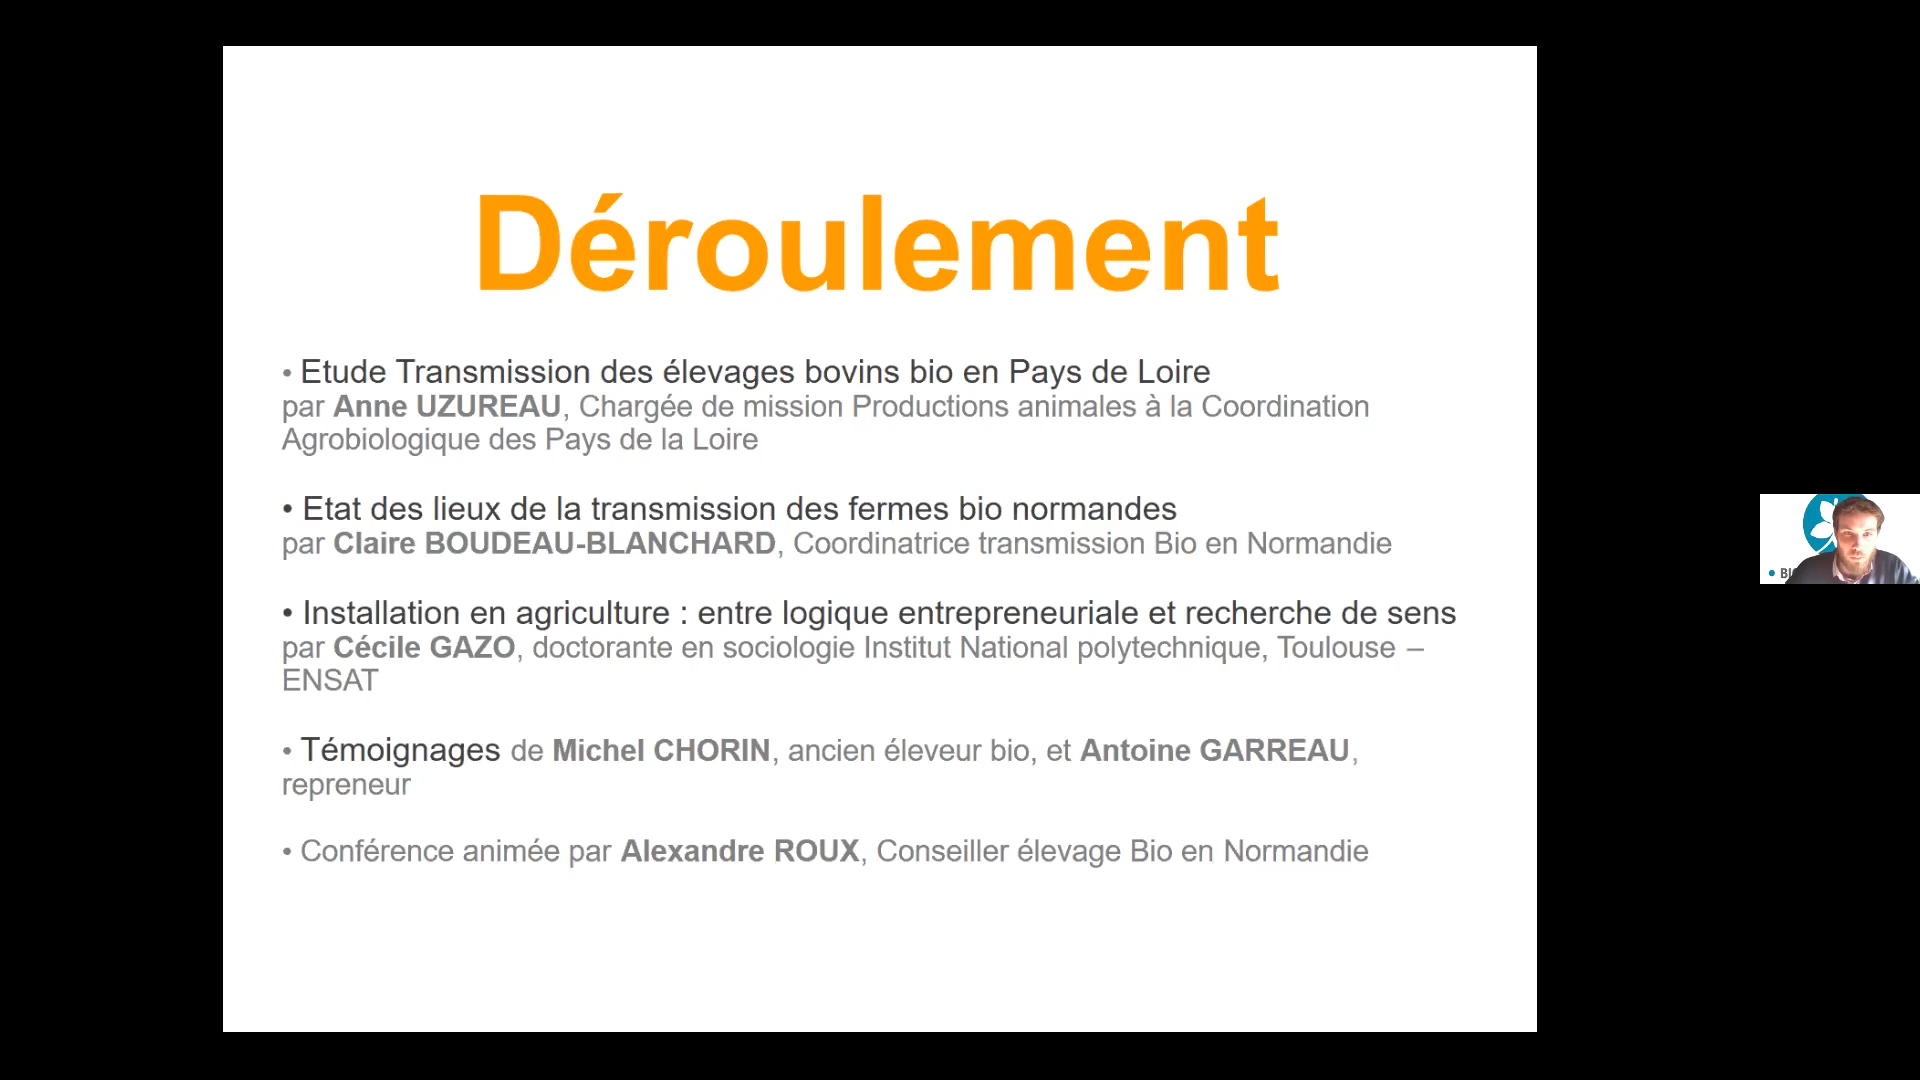 Déroulement
• Etude Transmission des élevages bovins bio en Pays de Loire
par Anne UZUREAU, Chargée de mission Productions animales à la Coordination
Agrobiologique des Pays de la Loire
• Etat des lieux de la transmission des fermes bio normandes
par Claire BOUDEAU-BLANCHARD, Coordinatrice transmission Bio en Normandie
• Installation en agriculture : entre logique entrepreneuriale et recherche de sens
par Cécile GAZO, doctorante en sociologie Institut National polytechnique, Toulouse –
ENSAT
• Témoignages de Michel CHORIN, ancien éleveur bio, et Antoine GARREAU,
repreneur
• Conférence animée par Alexandre ROUX, Conseiller élevage Bio en Normandie